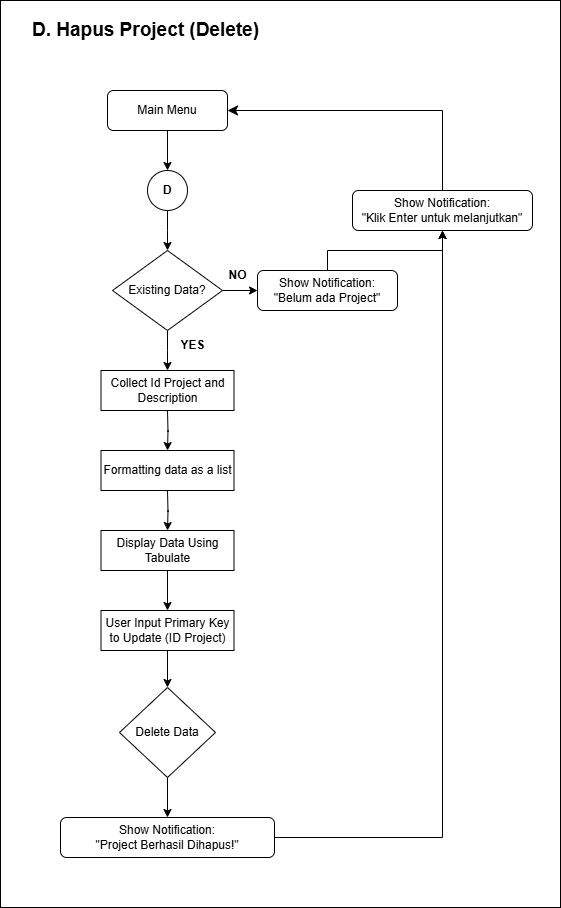 D. Hapus Project (Delete)
Main Menu
D
Show Notification:
"Klik Enter untuk melanjutkan"
Existing Data?
NO
Show Notification:
"Belum ada Project"
YES
Collect Id Project and
Description
Formatting data as a list
Display Data Using
Tabulate
User Input Primary Key
to Update (ID Project)
Delete Data
Show Notification:
"Project Berhasil Dihapus!"